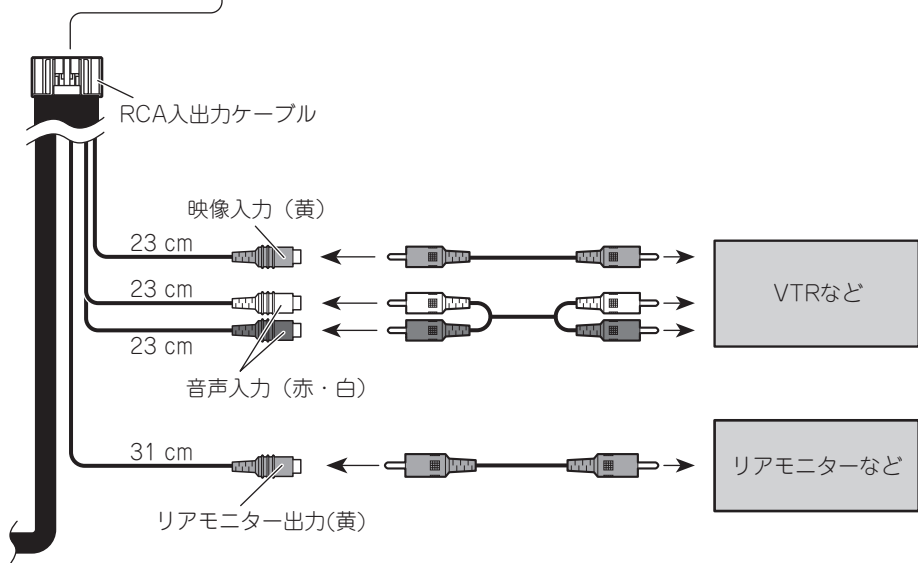 RCA入出力ケーブル
映像入力（黄）
23 cm
23 cm
VTRなど
23 cm
音声入力（赤・白）
31 cm
リアモニターなど
リアモニター出力(黄)